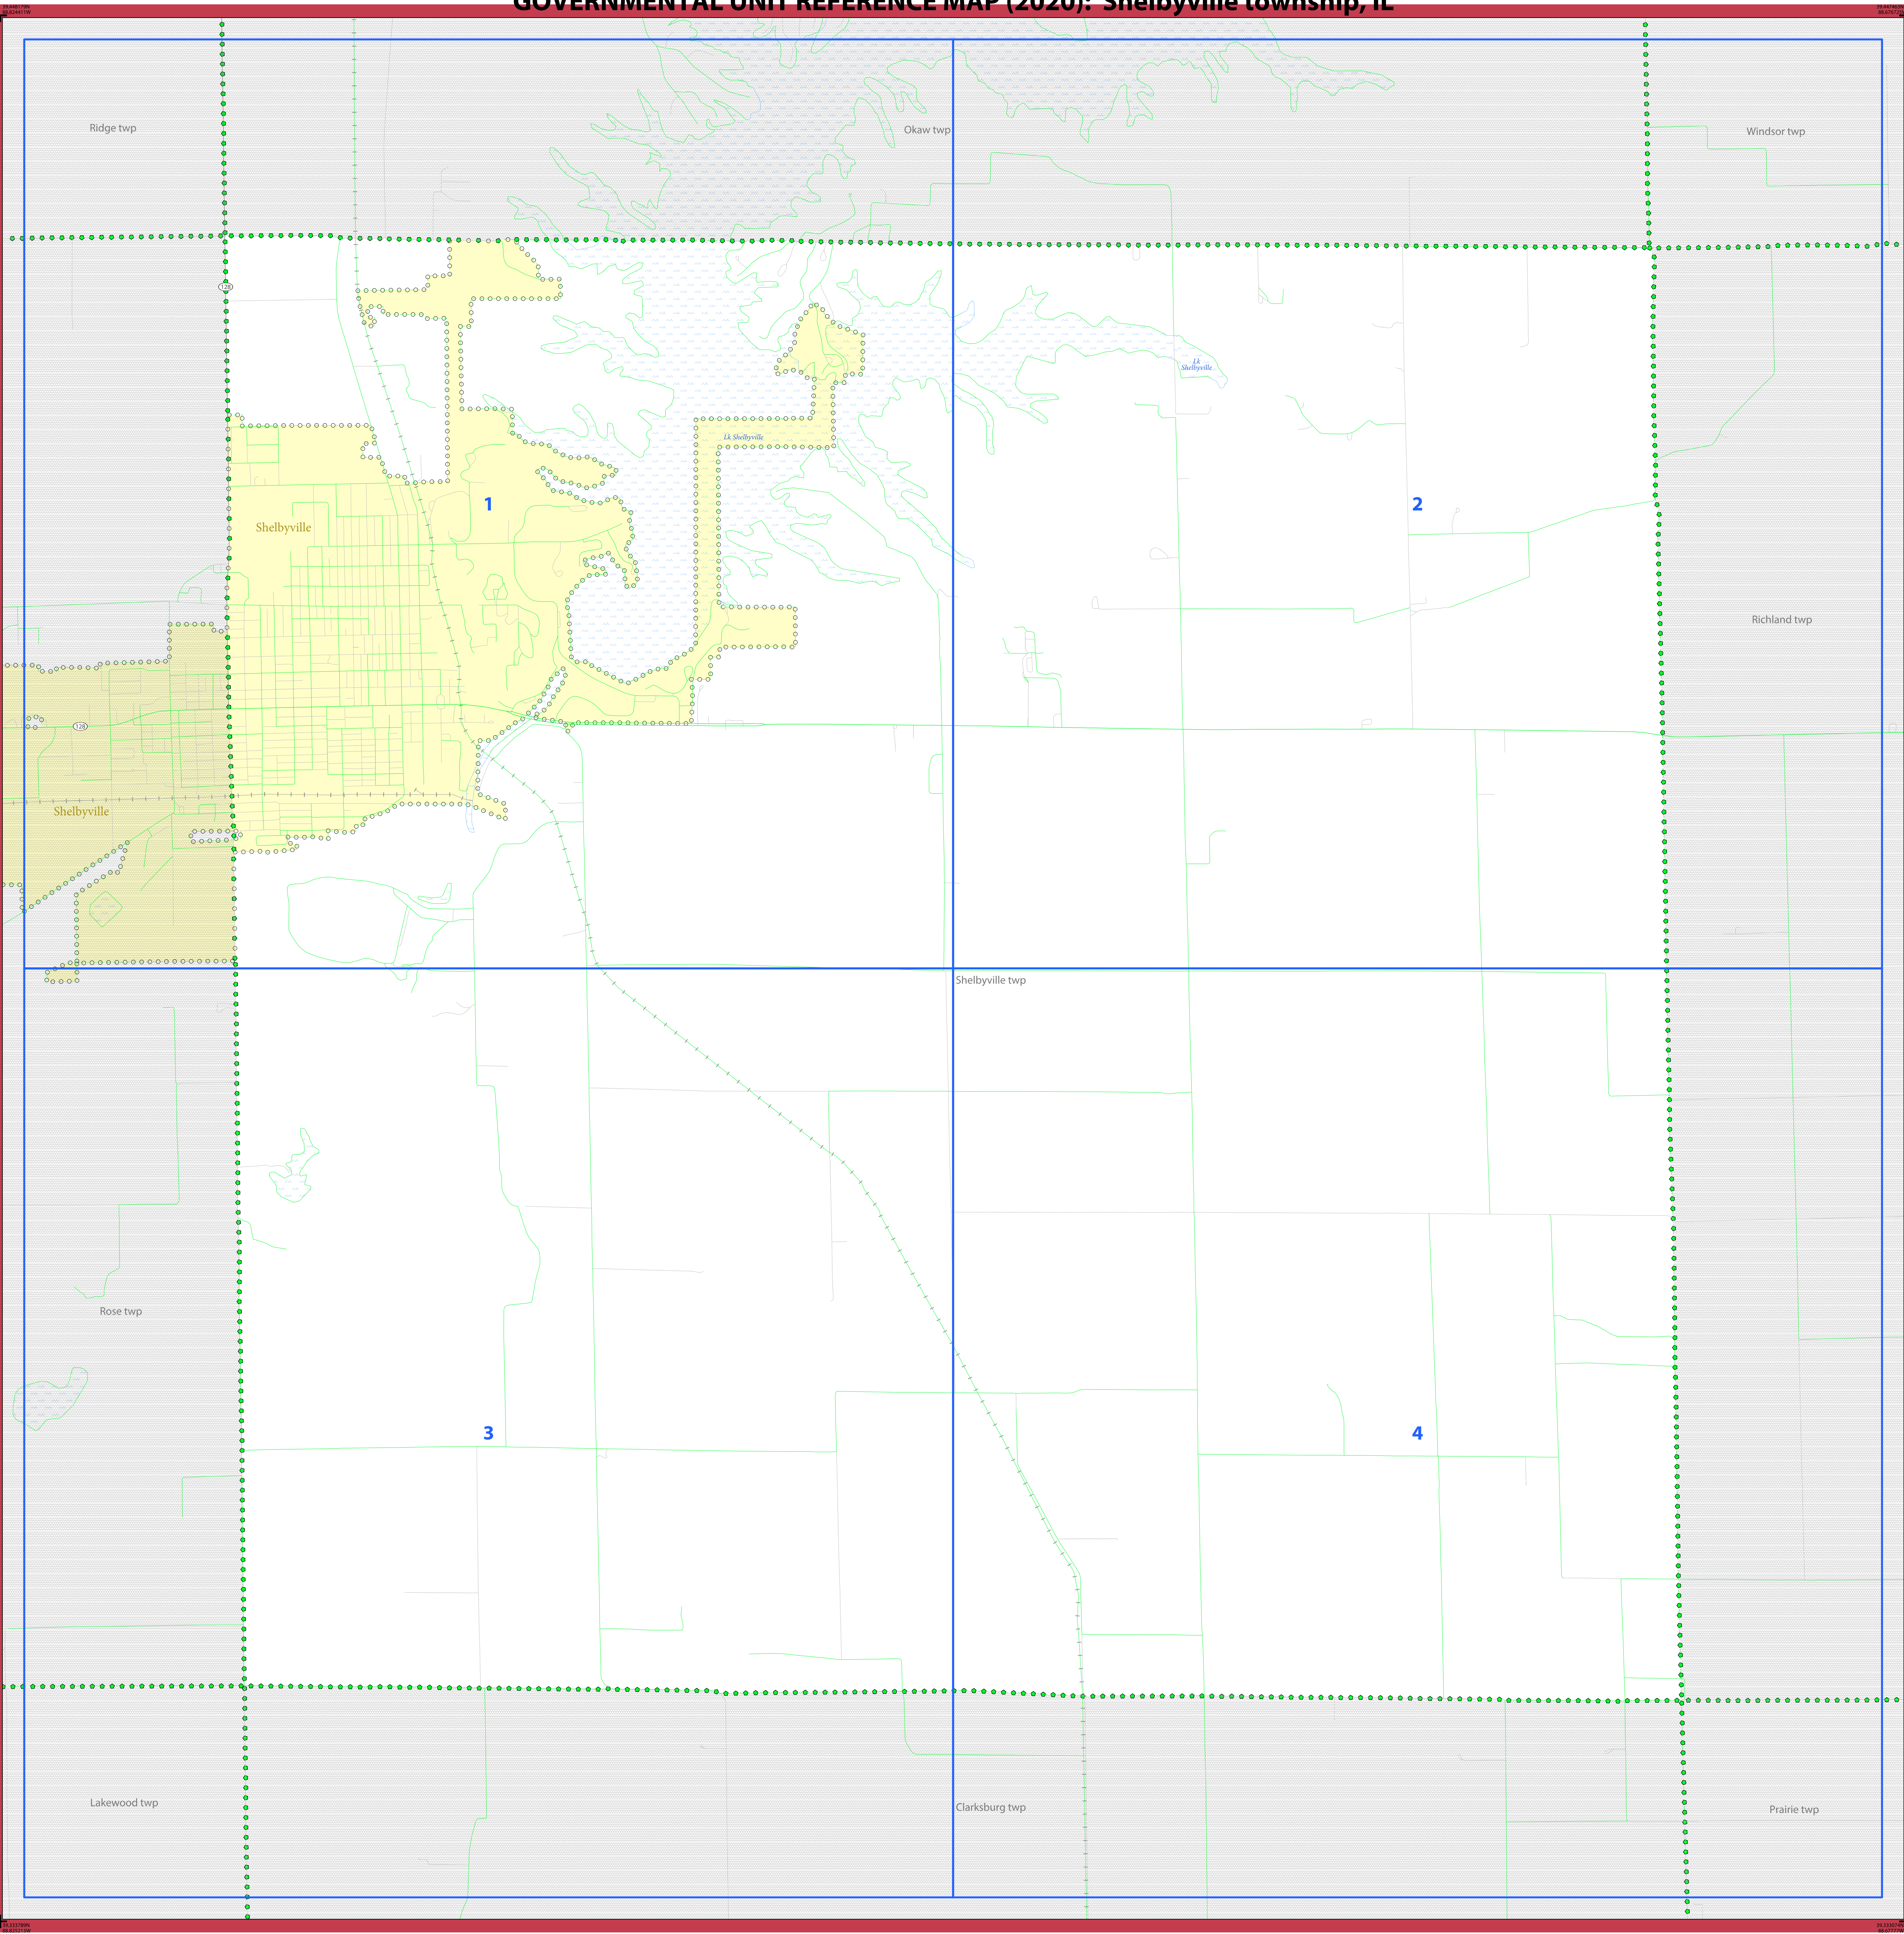 GOVERNMENTAL UNIT REFERENCE MAP (2020): Shelbyville township, IL
Ridge twp
Okaw twp
Windsor twp
128
Lk
Shelbyville
Lk Shelbyville
1
2
Shelbyville
Richland twp
128
Shelbyville
Shelbyville twp
Rose twp
3
4
Lakewood twp
Clarksburg twp
Prairie twp